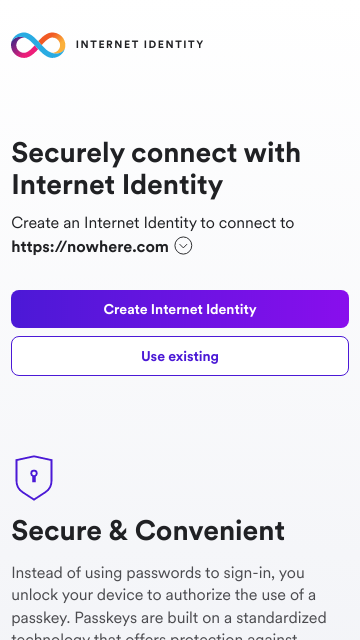 INTERNET IDENTITY
Securely connect with
Internet Identity
Create an Internet Identity to connect to
https://nowhere.com
Create Internet Identity
Use existing
Secure & Convenient
Instead of using passwords to sign-in, you
unlock your device to authorize the use of a
passkey. Passkeys are built on a standardized
technology that offers protection against